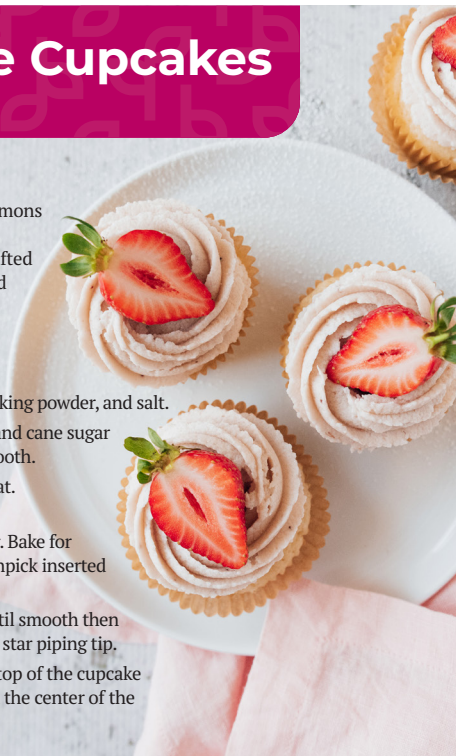 e Cupcakes
mons
fted
d
king powder, and salt.
and cane sugar
ooth.
at.
. Bake for
npick inserted
til smooth then
star piping tip.
top of the cupcake
the center of the